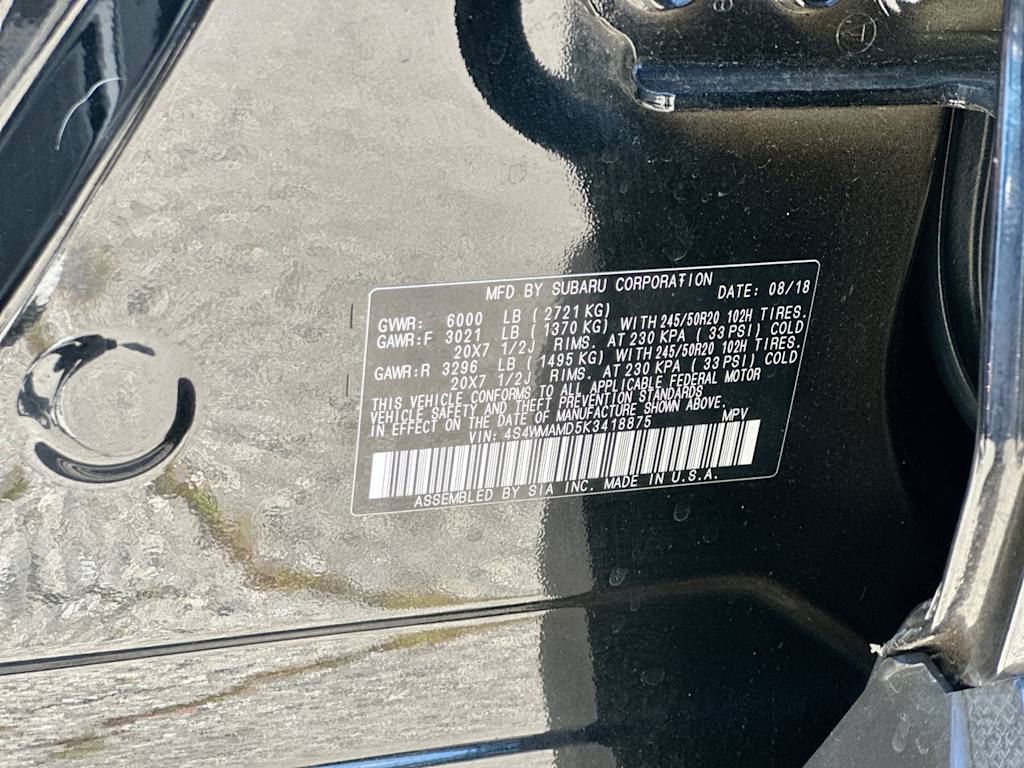 MFD BY SUBARU CORPORATION DATE: 08/18
GVWR: 6000 LB ( 2721 KG)
GAWR:F 3021 LB ( 1370 KG) WITH 245/50R20 102H TIRES.
20X7 1/2J RIMS. AT 230 KPA ( 33 PSI) COLD
GAWR:R 3296 LB ( 1495 KG) WITH 245/50R20 102H TIRES.
20X7 1/2J RIMS. AT 230 KPA ( 33 PSI) COLD
THIS VEHICLE CONFORMS TO ALL APPLICABLE FEDERAL MOTOR
VEHICLE SAFETY AND THEFT PREVENTION STANDARDS
IN EFFECT ON THE DATE OF MANUFACTURE SHOWN ABOVE.
VIN: 4S4WMAMD5K3418875 MPV
ASSEMBLED BY SIA INC. MADE IN U.S.A.